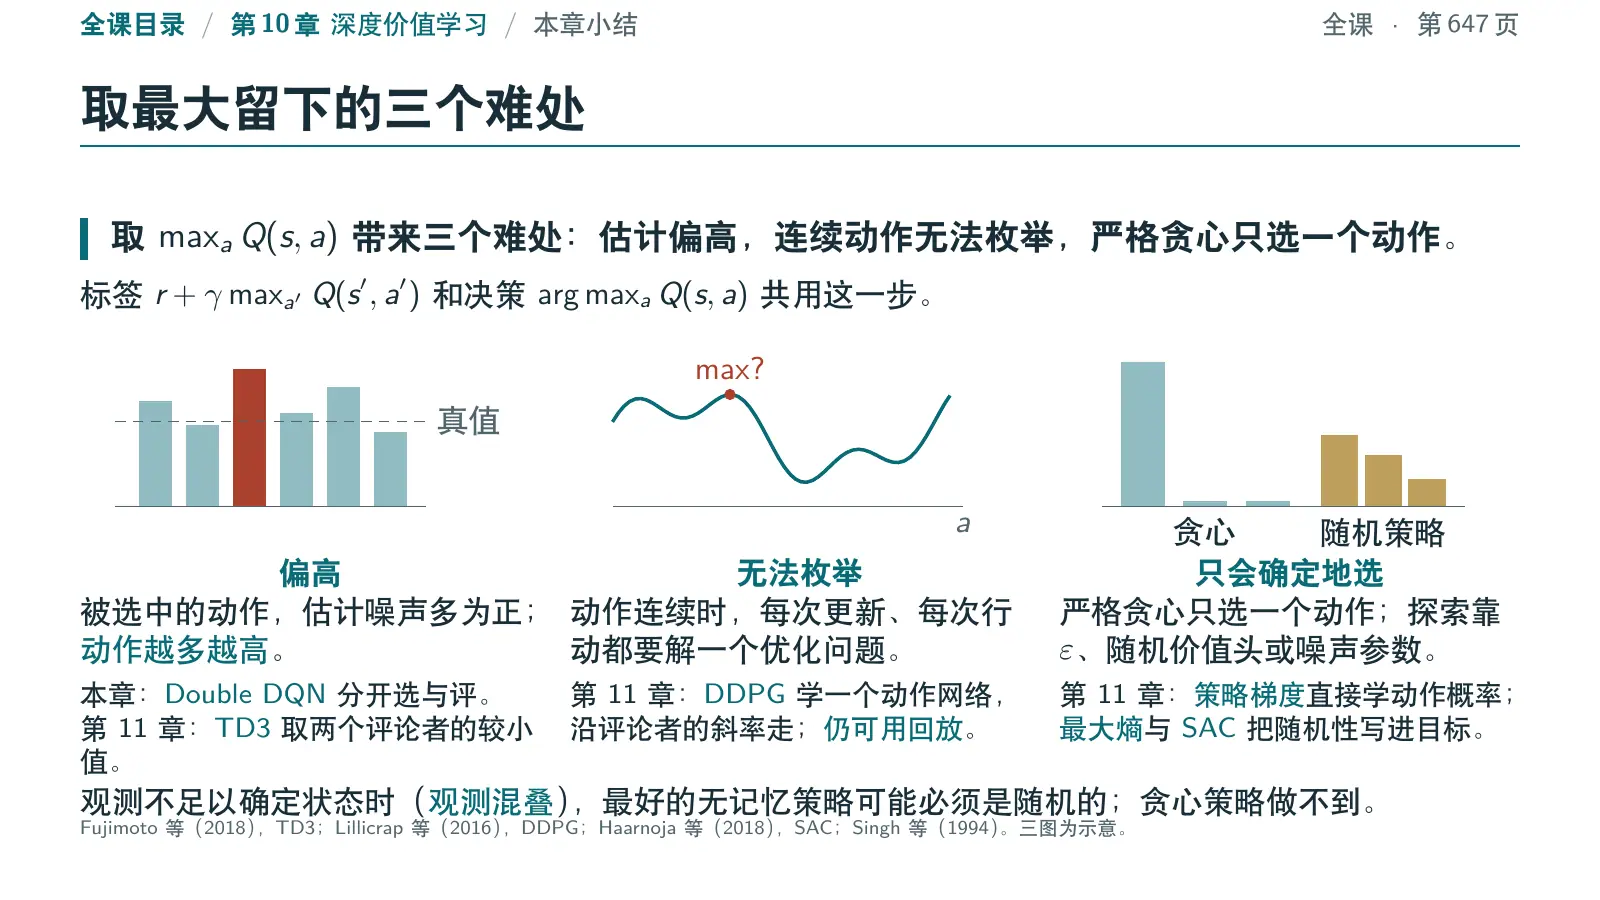 全课目录 / 第 10 章 深度价值学习 / 本章小结
全课 · 第 647 页
取最大留下的三个难处
取 maxₐ Q(s, a) 带来三个难处：估计偏高，连续动作无法枚举，严格贪心只选一个动作。
标签 r + γ maxₐ′ Q(s′, a′) 和决策 arg maxₐ Q(s, a) 共用这一步。
真值
偏高
被选中的动作，估计噪声多为正；
动作越多越高。
本章：Double DQN 分开选与评。
第 11 章：TD3 取两个评论者的较小
值。
max?
a
无法枚举
动作连续时，每次更新、每次行
动都要解一个优化问题。
第 11 章：DDPG 学一个动作网络，
沿评论者的斜率走；仍可用回放。
贪心 随机策略
只会确定地选
严格贪心只选一个动作；探索靠
ε、随机价值头或噪声参数。
第 11 章：策略梯度直接学动作概率；
最大熵与 SAC 把随机性写进目标。
观测不足以确定状态时（观测混叠），最好的无记忆策略可能必须是随机的；贪心策略做不到。
Fujimoto 等（2018），TD3；Lillicrap 等（2016），DDPG；Haarnoja 等（2018），SAC；Singh 等（1994）。三图为示意。